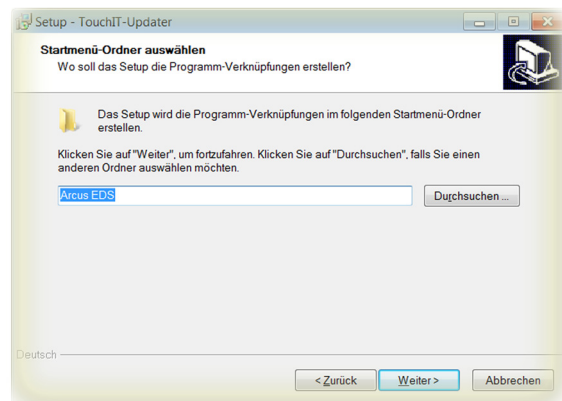 Setup - TouchIT-Updater
Startmenü-Ordner auswählen
Wo soll das Setup die Programm-Verknüpfungen erstellen?
Das Setup wird die Programm-Verknüpfungen im folgenden Startmenü-Ordner
erstellen.
Klicken Sie auf "Weiter", um fortzufahren. Klicken Sie auf "Durchsuchen", falls Sie einen
anderen Ordner auswählen möchten.
Arcus EDS
Durchsuchen ...
Deutsch
< Zurück
Weiter >
Abbrechen